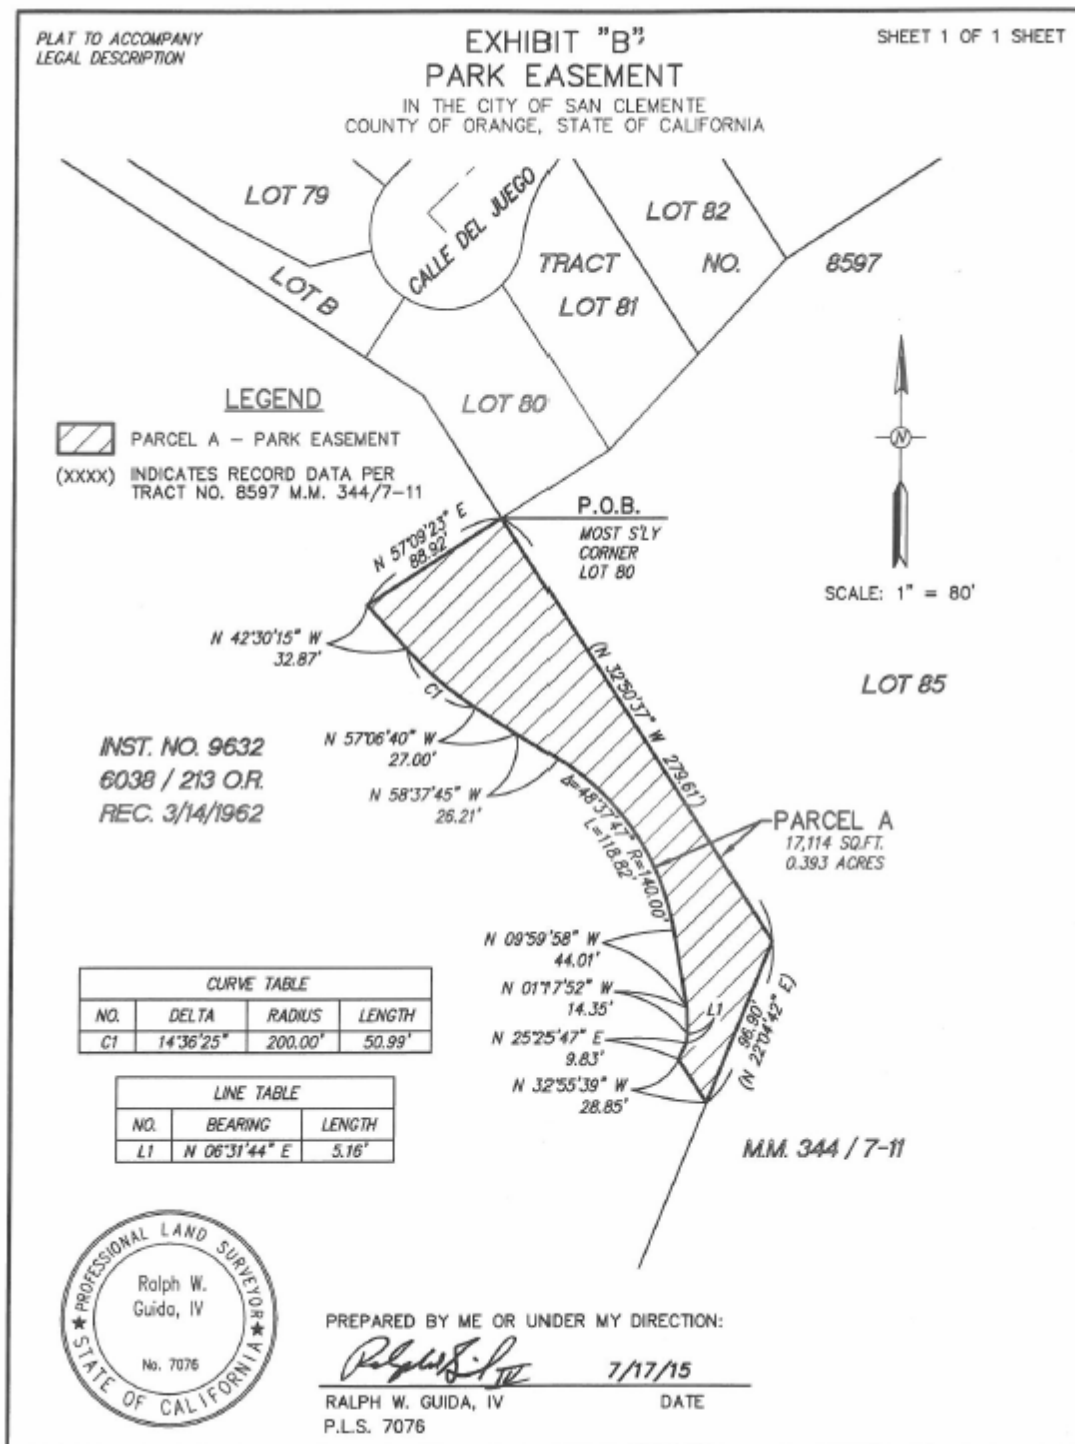 PLAT TO ACCOMPANY
LEGAL DESCRIPTION
EXHIBIT "B"
PARK EASEMENT
IN THE CITY OF SAN CLEMENTE
COUNTY OF ORANGE, STATE OF CALIFORNIA
SHEET 1 OF 1 SHEET
LOT 79
CALLE DEL JUEGO
LOT 82
TRACT NO. 8597
LOT B
LOT 81
LOT 80
LEGEND
PARCEL A - PARK EASEMENT
(XXXX) INDICATES RECORD DATA PER
TRACT NO. 8597 M.M. 344/7-11
N
SCALE: 1" = 80'
P.O.B.
MOST S'LY
CORNER
LOT 80
N 57°09'23" E
88.92'
N 42°30'15" W
32.87'
C1
(N 32°50'37" W 279.61')
LOT 85
INST. NO. 9632
6038 / 213 O.R.
REC. 3/14/1962
N 57°06'40" W
27.00'
N 58°37'45" W
26.21'
Δ=48°37'47" R=140.00'
L=118.82'
PARCEL A
17,114 SQ.FT.
0.393 ACRES
N 09°59'58" W
44.01'
N 01°17'52" W
14.35'
L1
N 25°25'47" E
9.83'
N 32°55'39" W
28.85'
96.90'
(N 22°04'42" E)
CURVE TABLE
NO. DELTA RADIUS LENGTH
C1 14°36'25" 200.00' 50.99'
LINE TABLE
NO. BEARING LENGTH
L1 N 06°31'44" E 5.16'
M.M. 344 / 7-11
PROFESSIONAL LAND SURVEYOR
Ralph W.
Guida, IV
No. 7076
STATE OF CALIFORNIA
PREPARED BY ME OR UNDER MY DIRECTION:
7/17/15
RALPH W. GUIDA, IV DATE
P.L.S. 7076